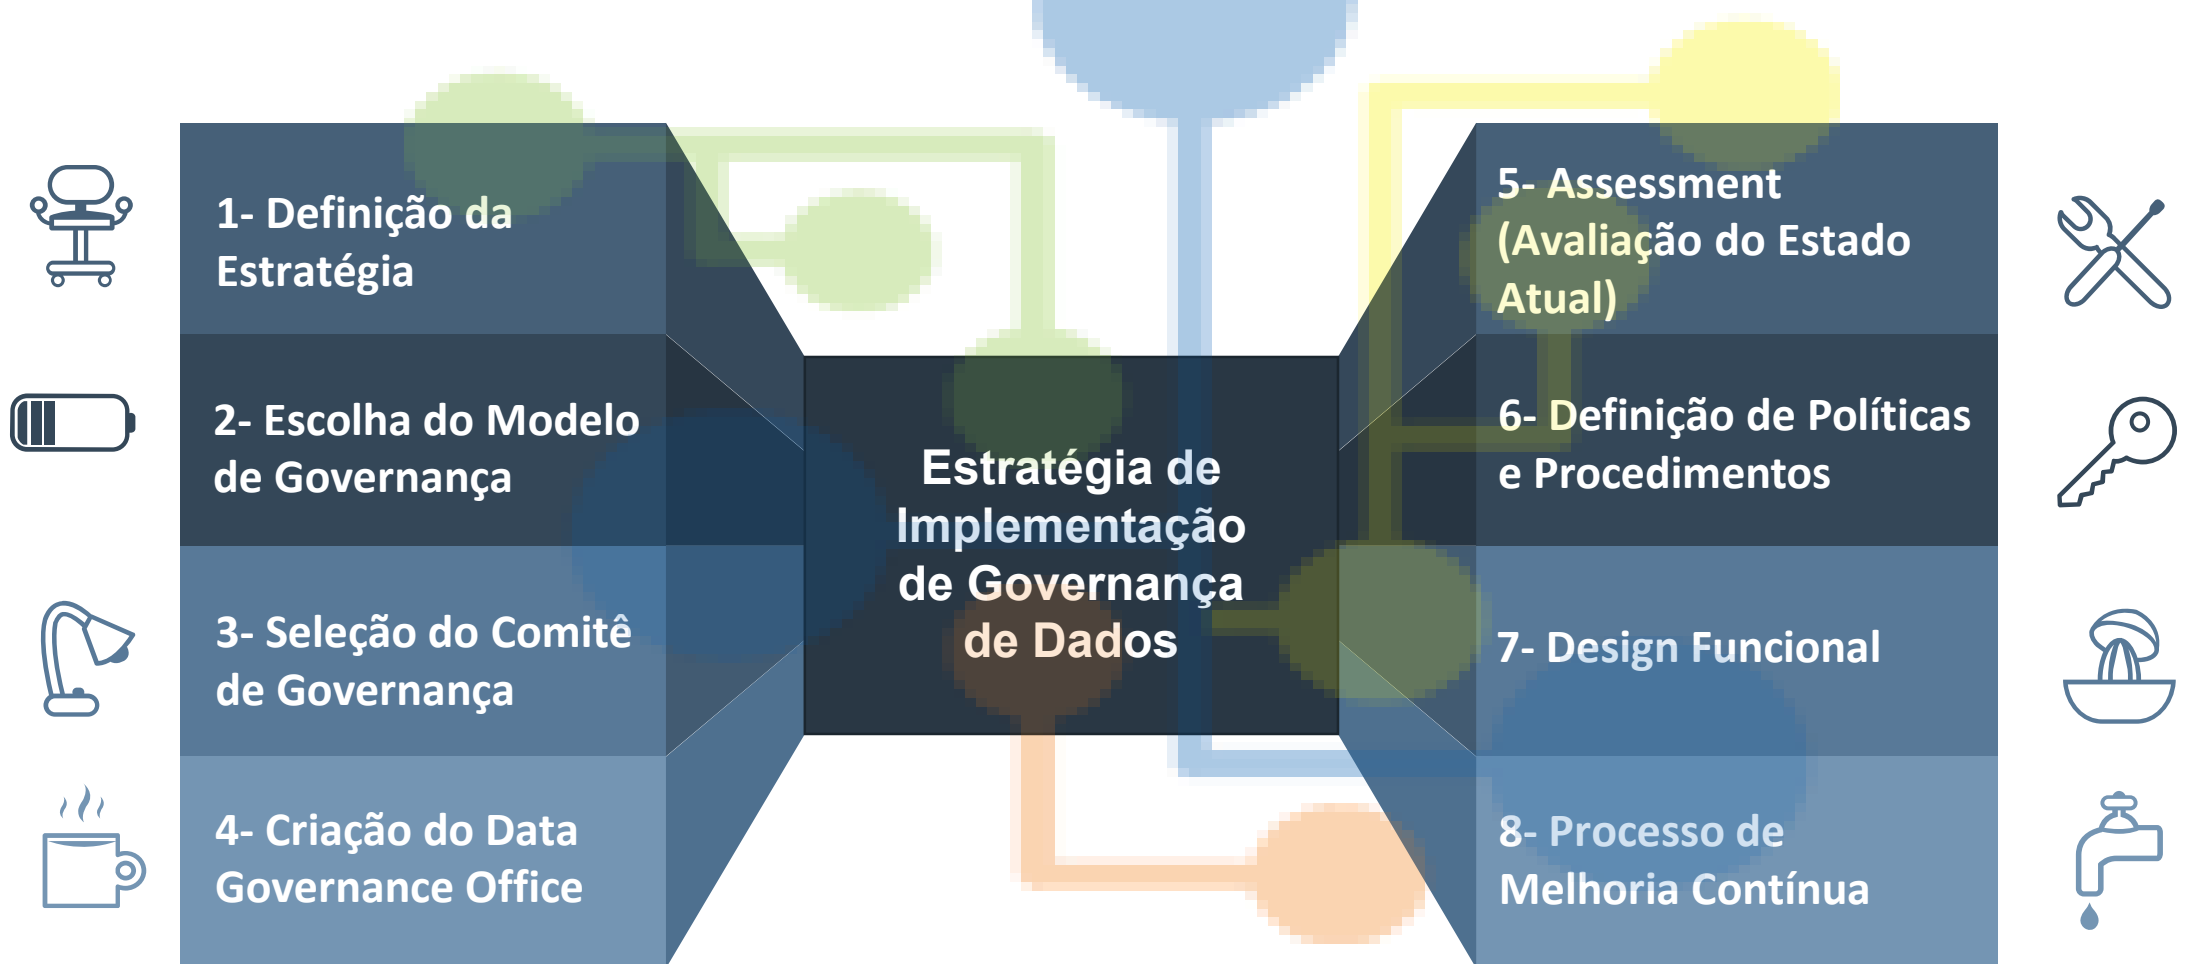 1- Definição da
Estratégia
2- Escolha do Modelo
de Governança
3- Seleção do Comitê
de Governança
4- Criação do Data
Governance Office
Estratégia de
Implementação
de Governança
de Dados
5- Assessment
(Avaliação do Estado
Atual)
6- Definição de Políticas
e Procedimentos
7- Design Funcional
8- Processo de
Melhoria Contínua